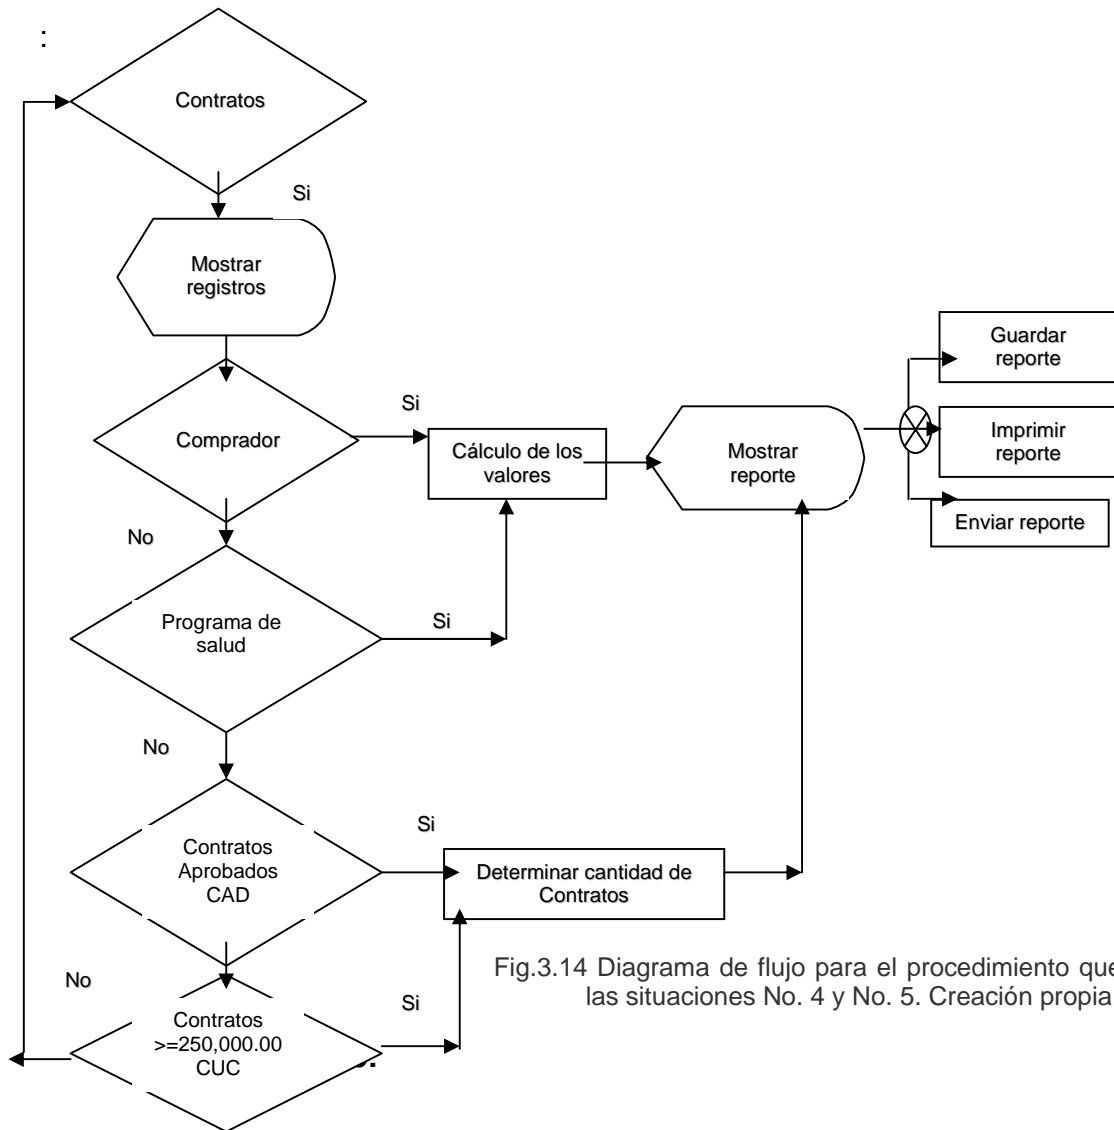 :
Contratos
Si
Mostrar
registros
Comprador
Si
Cálculo de los
valores
Mostrar
reporte
Guardar
reporte
Imprimir
reporte
Enviar reporte
No
Programa de
salud
Si
No
Contratos
Aprobados
CAD
Si
Determinar cantidad de
Contratos
No
Contratos
>=250,000.00
CUC
Si
Fig.3.14 Diagrama de flujo para el procedimiento que
las situaciones No. 4 y No. 5. Creación propia